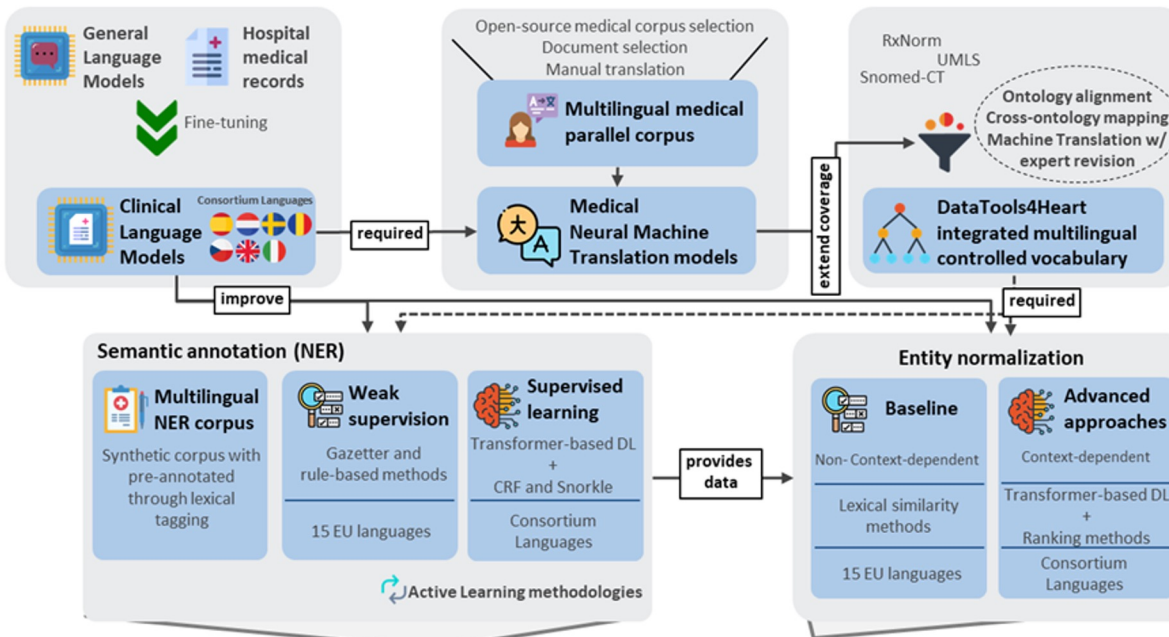 General
Language
Models
Hospital
medical
records
Fine-tuning
Clinical
Language
Models
Consortium Languages
required
Open-source medical corpus selection
Document selection
Manual translation
Multilingual medical
parallel corpus
Medical
Neural Machine
Translation models
extend coverage
RxNorm
UMLS
Snomed-CT
Ontology alignment
Cross-ontology mapping
Machine Translation w/
expert revision
DataTools4Heart
integrated multilingual
controlled vocabulary
improve
required
Semantic annotation (NER)
Multilingual
NER corpus
Synthetic corpus with
pre-annotated
through lexical
tagging
Weak
supervision
Gazetter and
rule-based methods
15 EU languages
Supervised
learning
Transformer-based DL
+
CRF and Snorkle
Consortium
Languages
Active Learning methodologies
provides
data
Entity normalization
Baseline
Non-Context-dependent
Lexical similarity
methods
15 EU languages
Advanced
approaches
Context-dependent
Transformer-based DL
+
Ranking methods
Consortium
Languages